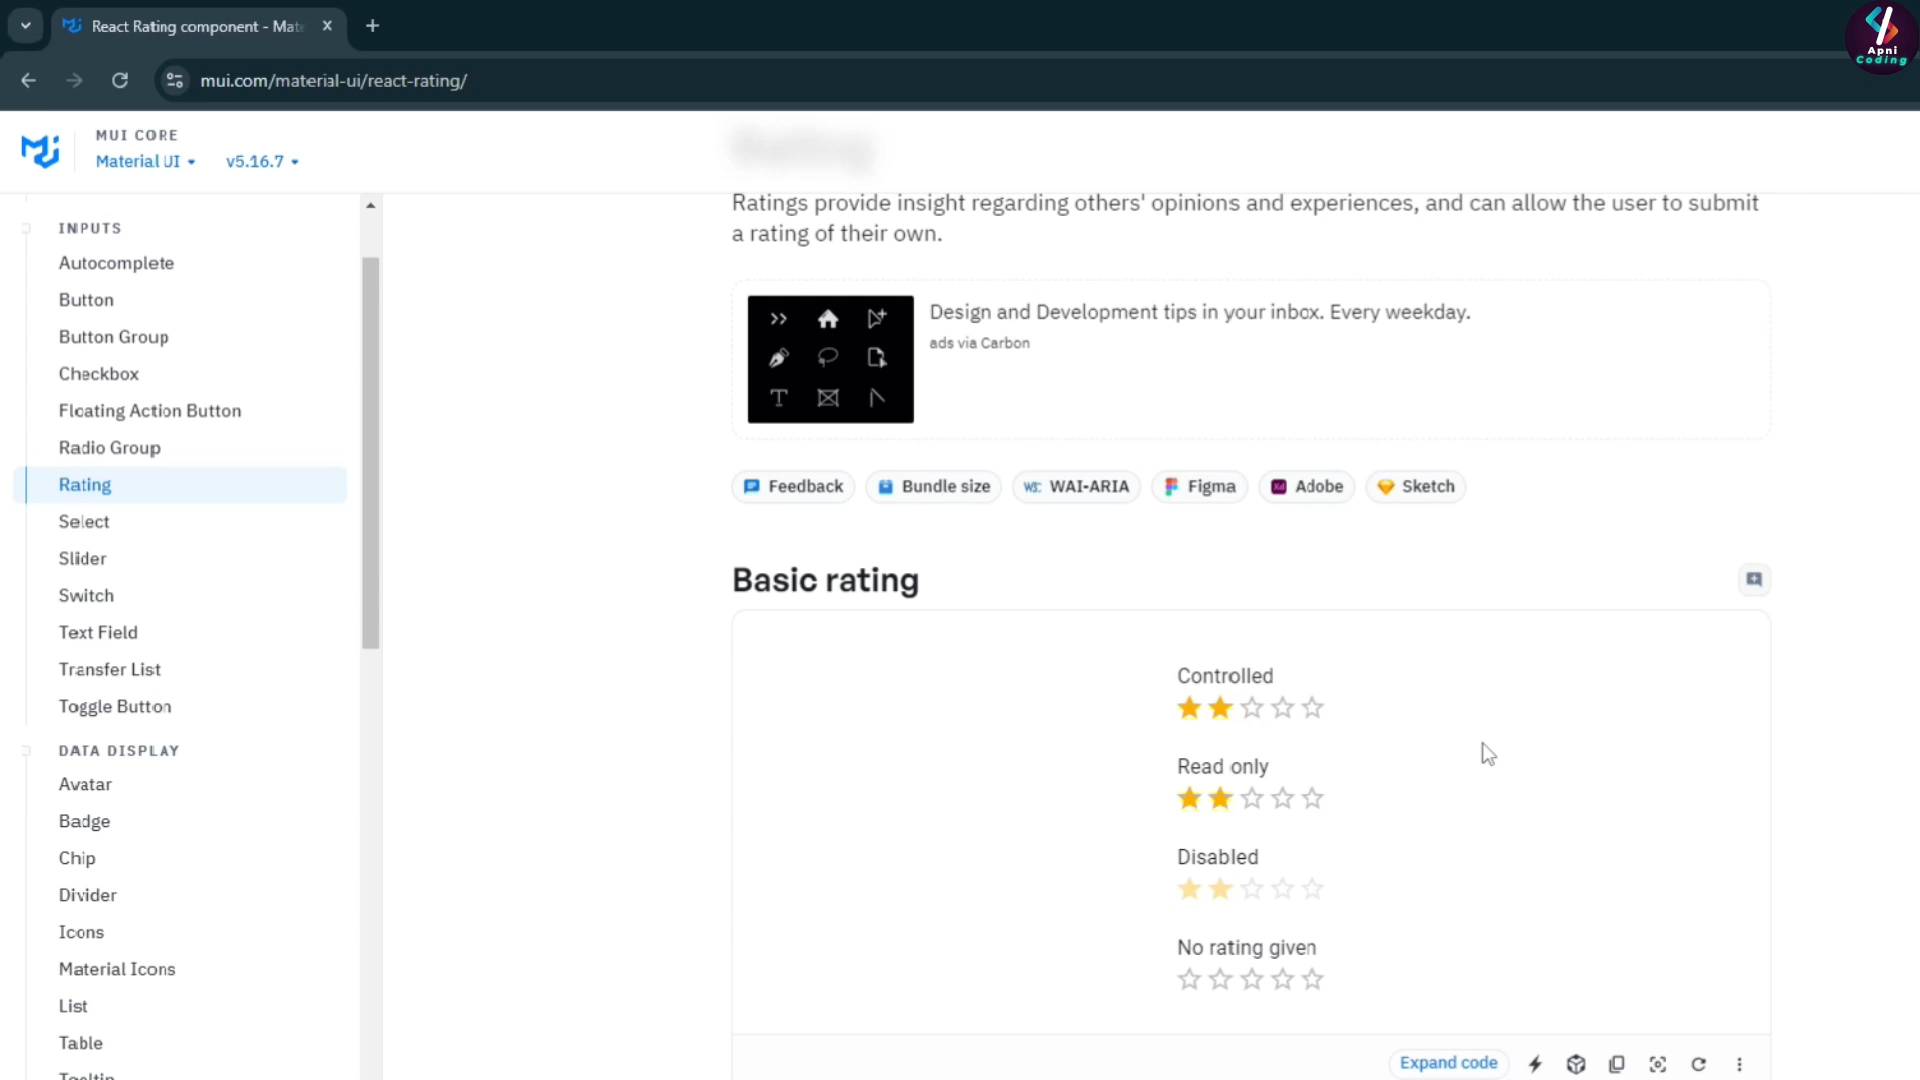 React Rating component - Mate
Apni
Coding
mui.com/material-ui/react-rating/
MUI CORE
Material UI
v5.16.7
Rating
Ratings provide insight regarding others' opinions and experiences, and can allow the user to submit
a rating of their own.
INPUTS
Autocomplete
Button
Button Group
Checkbox
Floating Action Button
Radio Group
Rating
Select
Slider
Switch
Text Field
Transfer List
Toggle Button
DATA DISPLAY
Avatar
Badge
Chip
Divider
Icons
Material Icons
List
Table
Tooltip
Design and Development tips in your inbox. Every weekday.
ads via Carbon
Feedback
Bundle size
WAI-ARIA
Figma
Adobe
Sketch
Basic rating
Controlled
Read only
Disabled
No rating given
Expand code